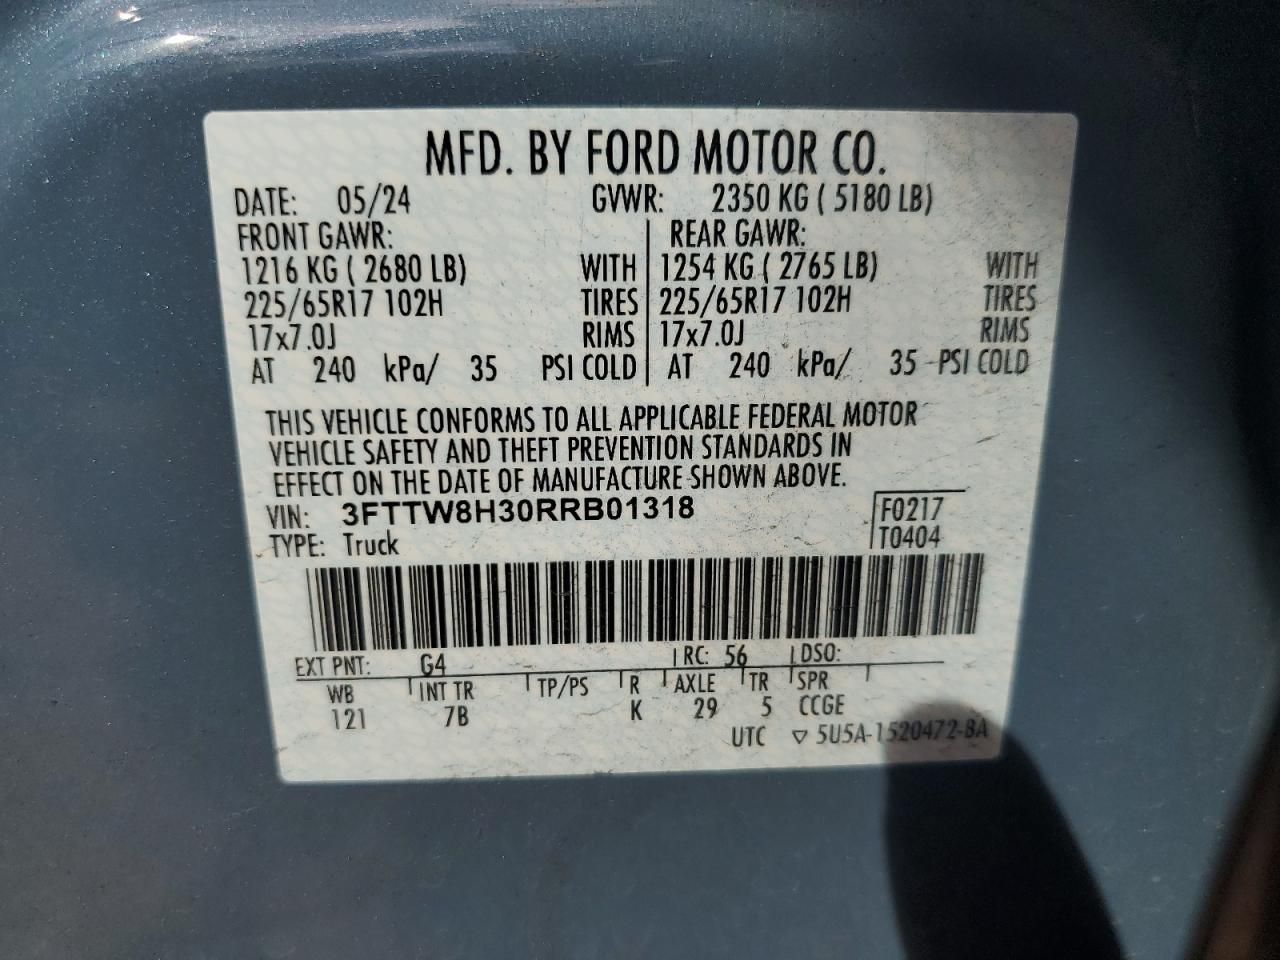 MFD. BY FORD MOTOR CO.
DATE: 05/24 GVWR: 2350 KG ( 5180 LB)
FRONT GAWR: REAR GAWR:
1216 KG ( 2680 LB) WITH 1254 KG ( 2765 LB) WITH
225/65R17 102H TIRES 225/65R17 102H TIRES
17x7.0J RIMS 17x7.0J RIMS
AT 240 kPa/ 35 PSI COLD AT 240 kPa/ 35 PSI COLD
THIS VEHICLE CONFORMS TO ALL APPLICABLE FEDERAL MOTOR
VEHICLE SAFETY AND THEFT PREVENTION STANDARDS IN
EFFECT ON THE DATE OF MANUFACTURE SHOWN ABOVE.
VIN: 3FTTW8H30RRB01318 F0217
TYPE: Truck T0404
EXT PNT: G4 RC: 56 DSO:
WB INT TR TP/PS R AXLE TR SPR
121 7B K 29 5 CCGE
UTC ▽ 5U5A-1520472-BA